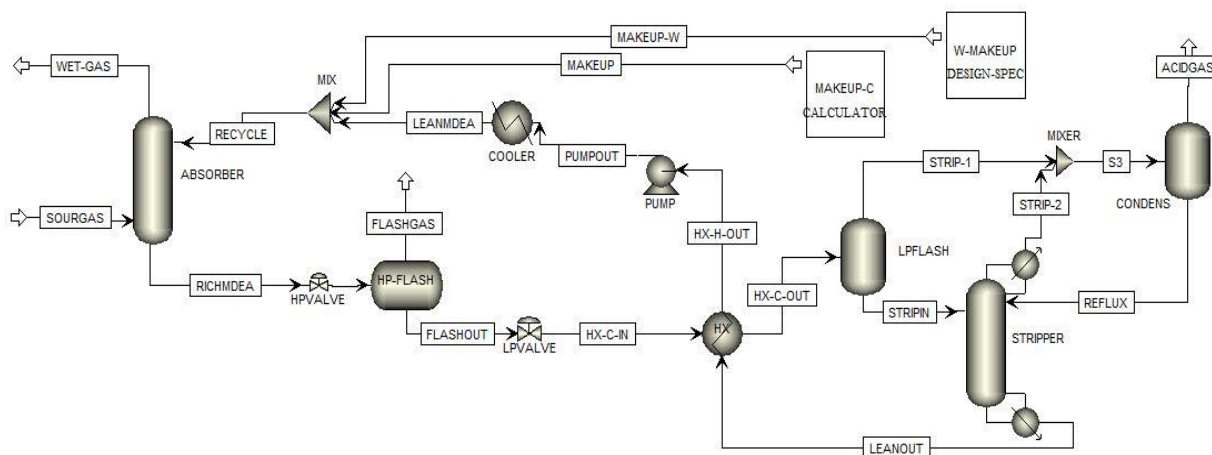 MAKEUP-W
W-MAKEUP
DESIGN-SPEC
ACIDGAS
WET-GAS
MAKEUP
MAKEUP-C
CALCULATOR
MIX
RECYCLE
LEANMDEA
COOLER
PUMPOUT
PUMP
MIXER
STRIP-1
S3
CONDENS
ABSORBER
SOURGAS
FLASHGAS
HX-H-OUT
STRIP-2
LPFLASH
HX-C-OUT
RICHMDEA
HPVALVE
HP-FLASH
STRIPIN
REFLUX
FLASHOUT
LPVALVE
HX-C-IN
HX
STRIPPER
LEANOUT